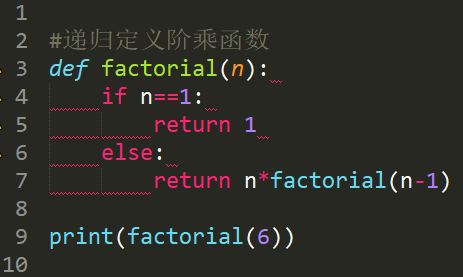 1
2 #递归定义阶乘函数
3 def factorial(n):
4     if n==1:
5         return 1
6     else:
7         return n*factorial(n-1)
8
9 print(factorial(6))
10